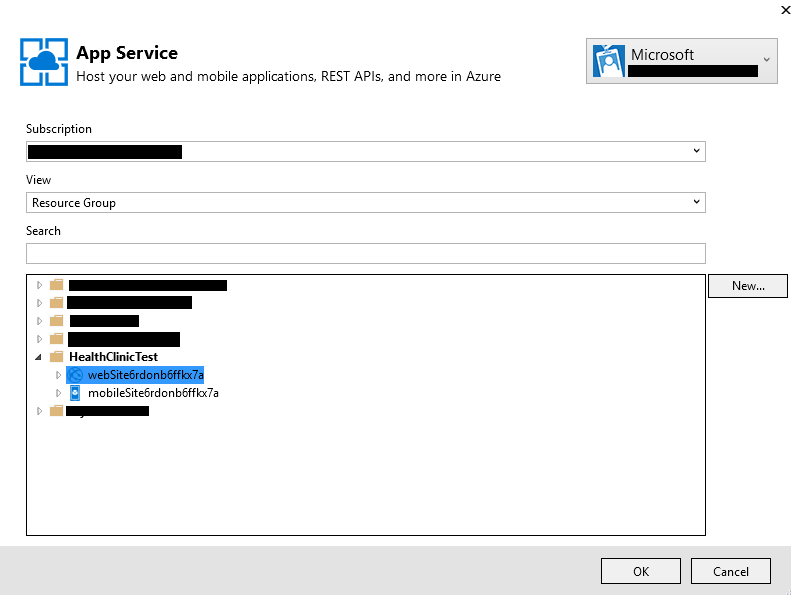 App Service
Host your web and mobile applications, REST APIs, and more in Azure
Microsoft
Subscription
View
Resource Group
Search
New...
HealthClinicTest
webSite6rdonb6ffkx7a
mobileSite6rdonb6ffkx7a
OK
Cancel